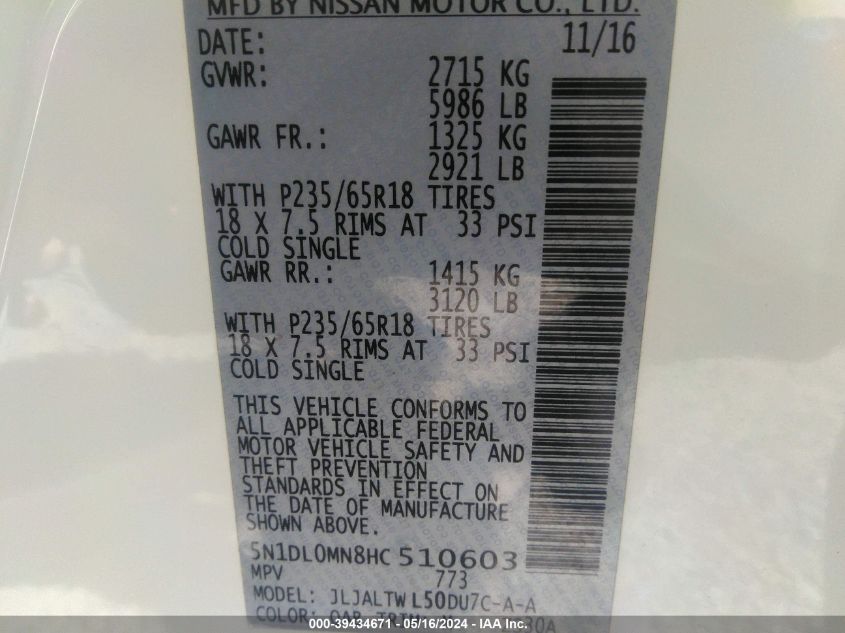 MFD BY NISSAN MOTOR CO., LTD.
DATE: 11/16
GVWR: 2715 KG
5986 LB
GAWR FR.: 1325 KG
2921 LB
WITH P235/65R18 TIRES
18 X 7.5 RIMS AT 33 PSI
COLD SINGLE
GAWR RR.: 1415 KG
3120 LB
WITH P235/65R18 TIRES
18 X 7.5 RIMS AT 33 PSI
COLD SINGLE
THIS VEHICLE CONFORMS TO
ALL APPLICABLE FEDERAL
MOTOR VEHICLE SAFETY AND
THEFT PREVENTION
STANDARDS IN EFFECT ON
THE DATE OF MANUFACTURE
SHOWN ABOVE.
5N1DL0MN8HC 510603
MPV 773
MODEL: JLJALTWL50DU7C-A-A
COLOR: QAB
000-39434671 - 05/16/2024 - IAA, Inc.